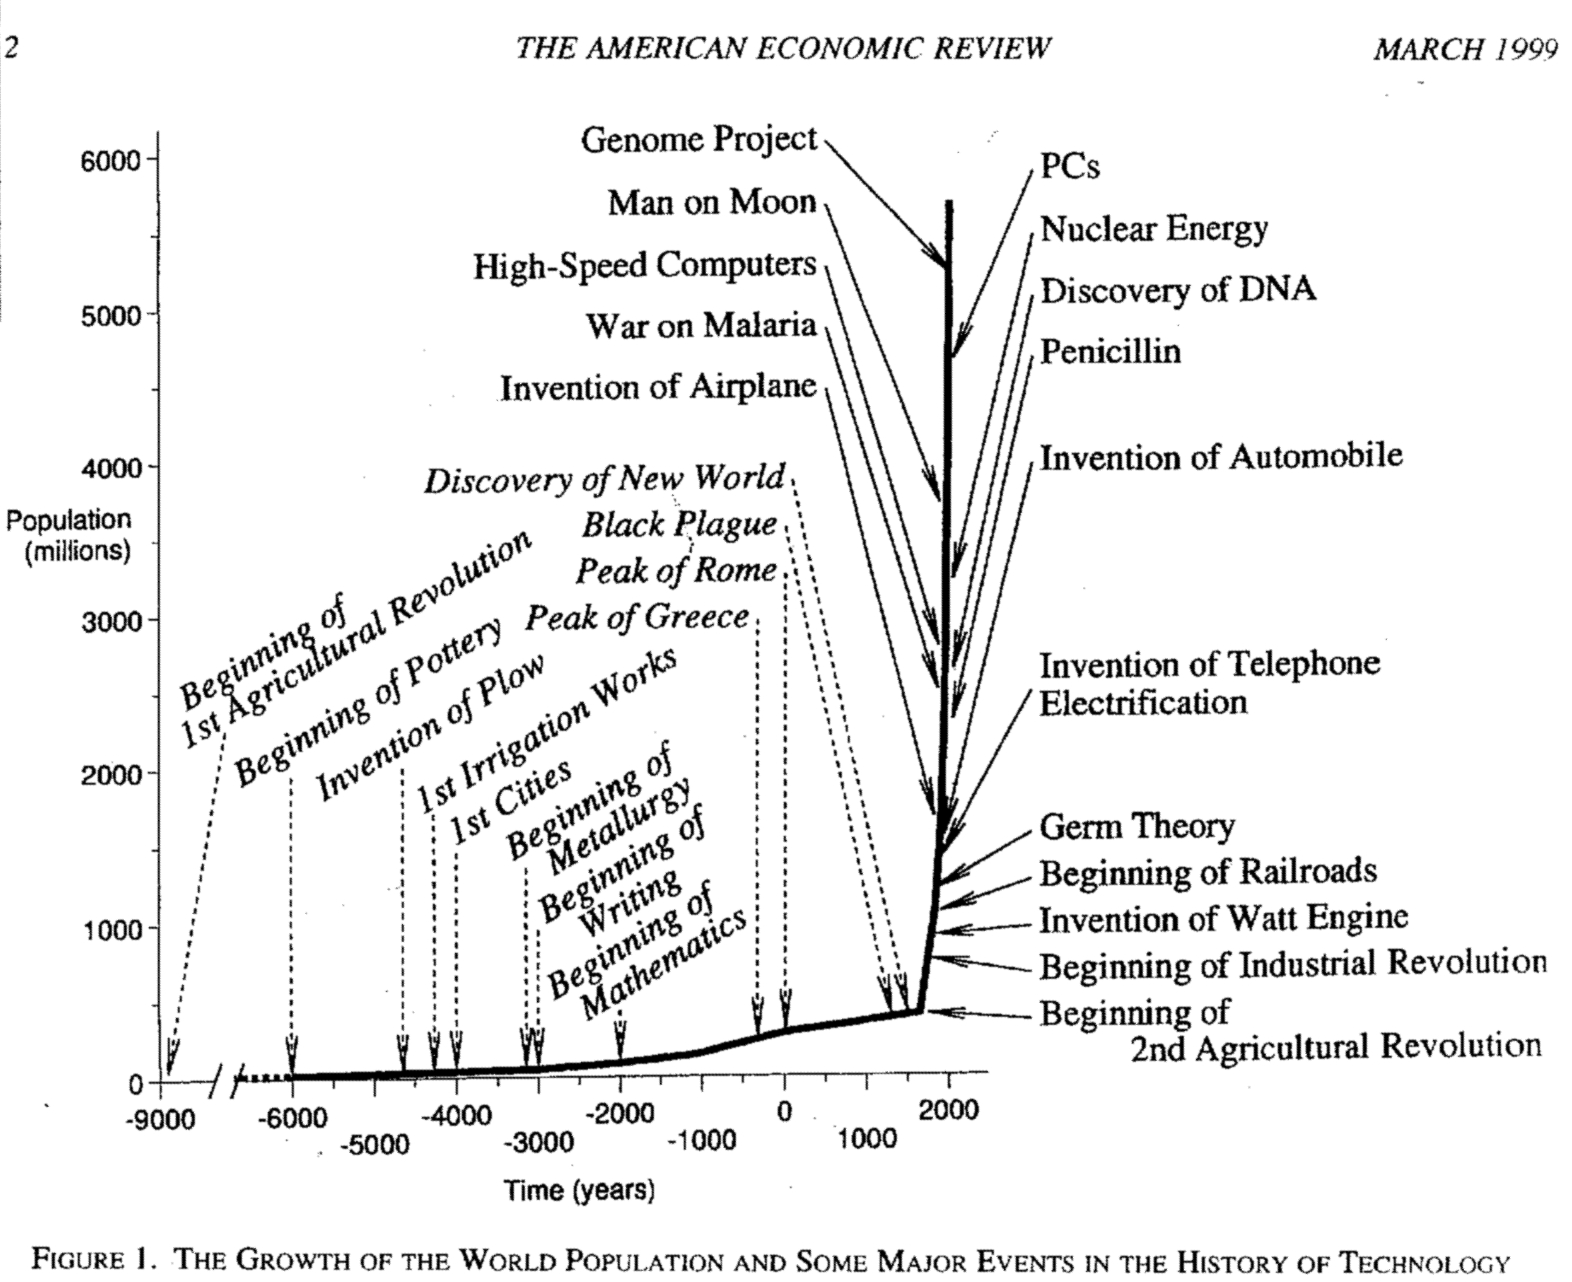 2
THE AMERICAN ECONOMIC REVIEW
MARCH 1999
Genome Project
Man on Moon
High-Speed Computers
War on Malaria
Invention of Airplane
Discovery of New World
Black Plague
Peak of Rome
Peak of Greece
PCs
Nuclear Energy
Discovery of DNA
Penicillin
Invention of Automobile
Invention of Telephone
Electrification
Germ Theory
Beginning of Railroads
Invention of Watt Engine
Beginning of Industrial Revolution
Beginning of
2nd Agricultural Revolution
Beginning of
1st Agricultural Revolution
Beginning of Pottery
Invention of Plow
1st Irrigation Works
1st Cities
Beginning of
Metallurgy
Beginning of
Writing
Beginning of
Mathematics
6000
5000
4000
Population
(millions)
3000
2000
1000
0
-9000
-6000
-4000
-2000
0
2000
-5000
-3000
-1000
1000
Time (years)
FIGURE 1. THE GROWTH OF THE WORLD POPULATION AND SOME MAJOR EVENTS IN THE HISTORY OF TECHNOLOGY